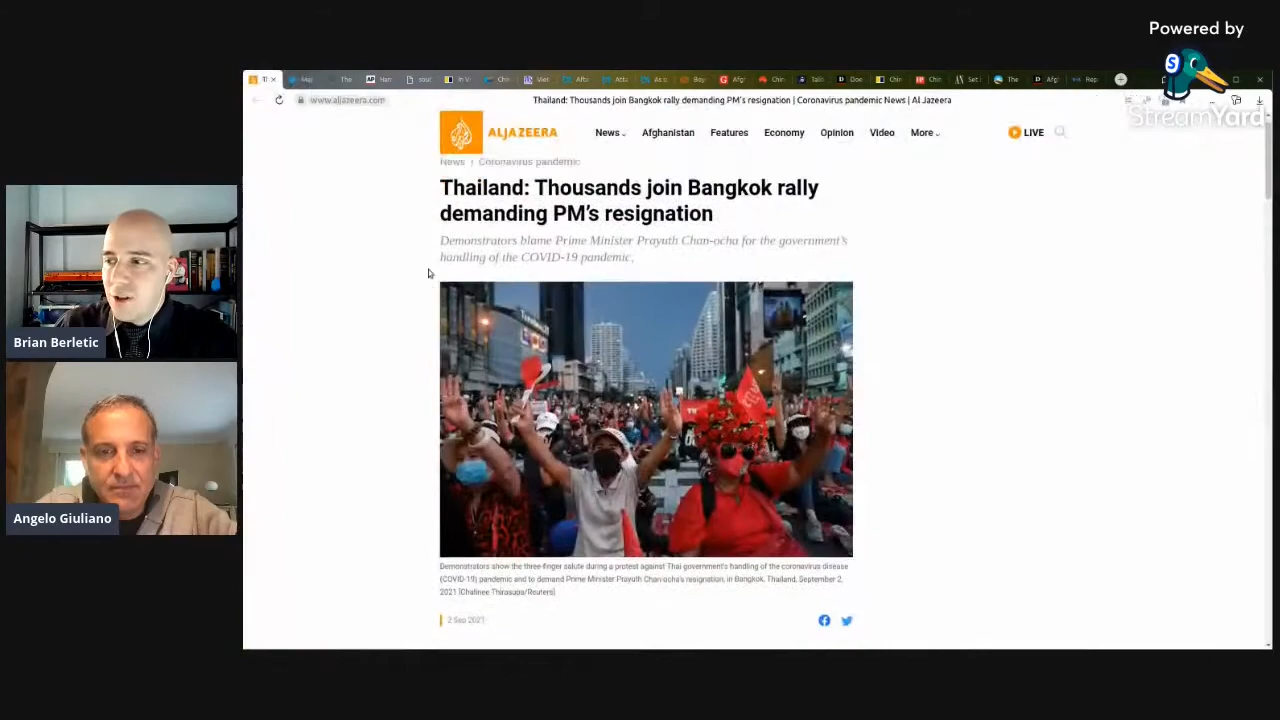 Powered by
StreamYard
www.aljazeera.com
Thailand: Thousands join Bangkok rally demanding PM's resignation | Coronavirus pandemic News | Al Jazeera
ALJAZEERA
News
Afghanistan
Features
Economy
Opinion
Video
More
LIVE
News
Coronavirus pandemic
Thailand: Thousands join Bangkok rally
demanding PM's resignation
Demonstrators blame Prime Minister Prayuth Chan-ocha for the government's
handling of the COVID-19 pandemic,
Demonstrators show the three-finger salute during a protest against Thai government's handling of the coronavirus disease
(COVID-19) pandemic and to demand Prime Minister Prayuth Chan-ocha's resignation, in Bangkok, Thailand, September 2,
2021 [Chalinee Thirasupa/Reuters]
2 Sep 2021
Brian Berletic
Angelo Giuliano